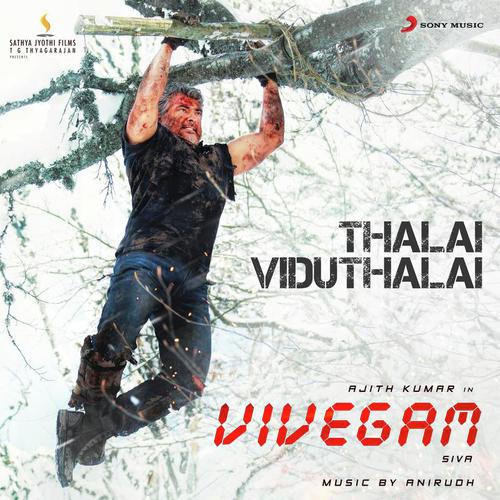 SATHYA JYOTHI FILMS
T G THYAGARAJAN
PRESENTS
SONY MUSIC
THALAI
VIDUTHALAI
AJITH KUMAR IN
VIVEGAM
SIVA
MUSIC BY ANIRUDH